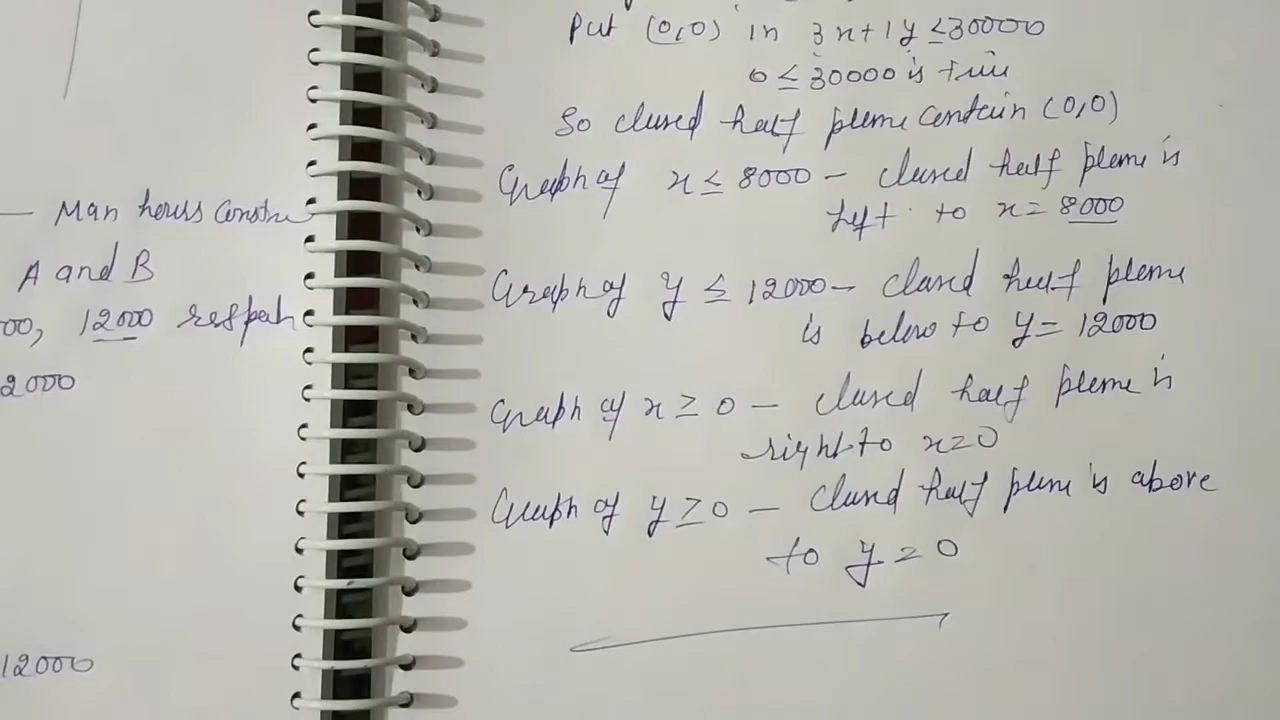 — Man hours
A and B
00, 12000
2000
12000
Put (0,0) in 3x+1y ≤30000
0 ≤ 30000 is true
So closed half plane contain (0,0)
Graph of x ≤ 8000 – closed half plane is
left to x = 8000
Graph of y ≤ 12000 – closed half plane
is below to y = 12000
Graph of x ≥ 0 – closed half plane is
right to x=0
Graph of y ≥ 0 – closed half plane is above
to y = 0